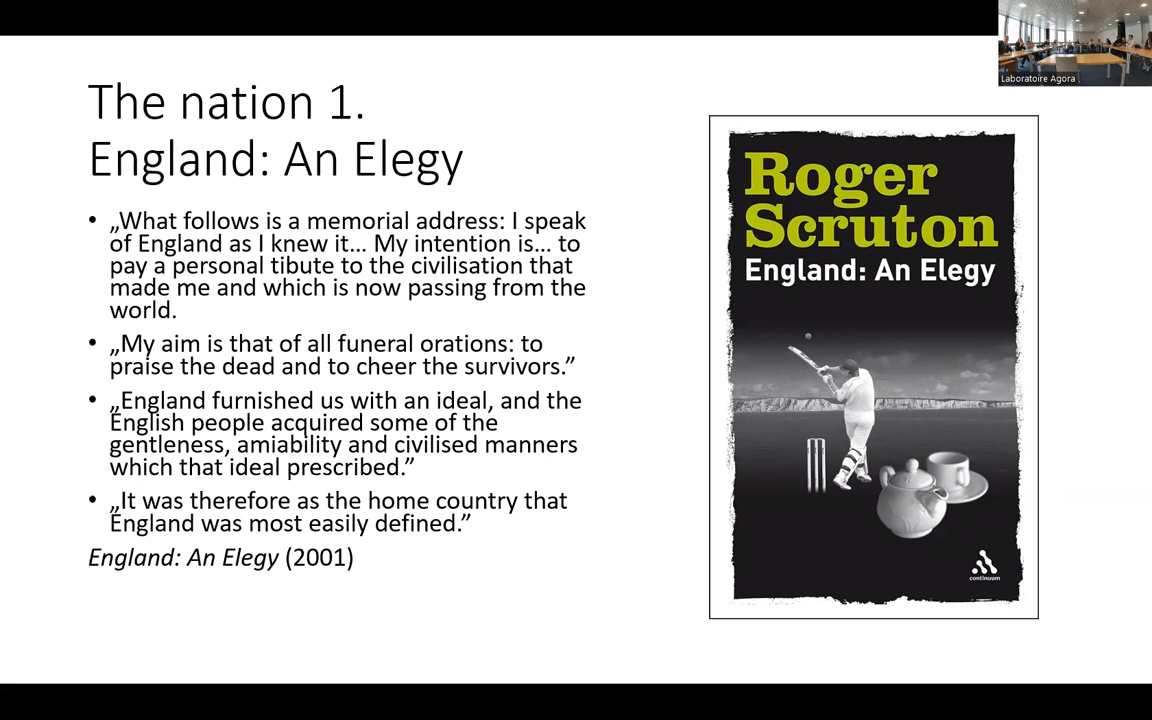 The nation 1.
England: An Elegy
• „What follows is a memorial address: I speak
of England as I knew it... My intention is... to
pay a personal tibute to the civilisation that
made me and which is now passing from the
world.
• „My aim is that of all funeral orations: to
praise the dead and to cheer the survivors.”
• „England furnished us with an ideal, and the
English people acquired some of the
gentleness, amiability and civilised manners
which that ideal prescribed.”
• „It was therefore as the home country that
England was most easily defined.”
England: An Elegy (2001)
Roger
Scruton
England: An Elegy
continuum
Laboratoire Agora